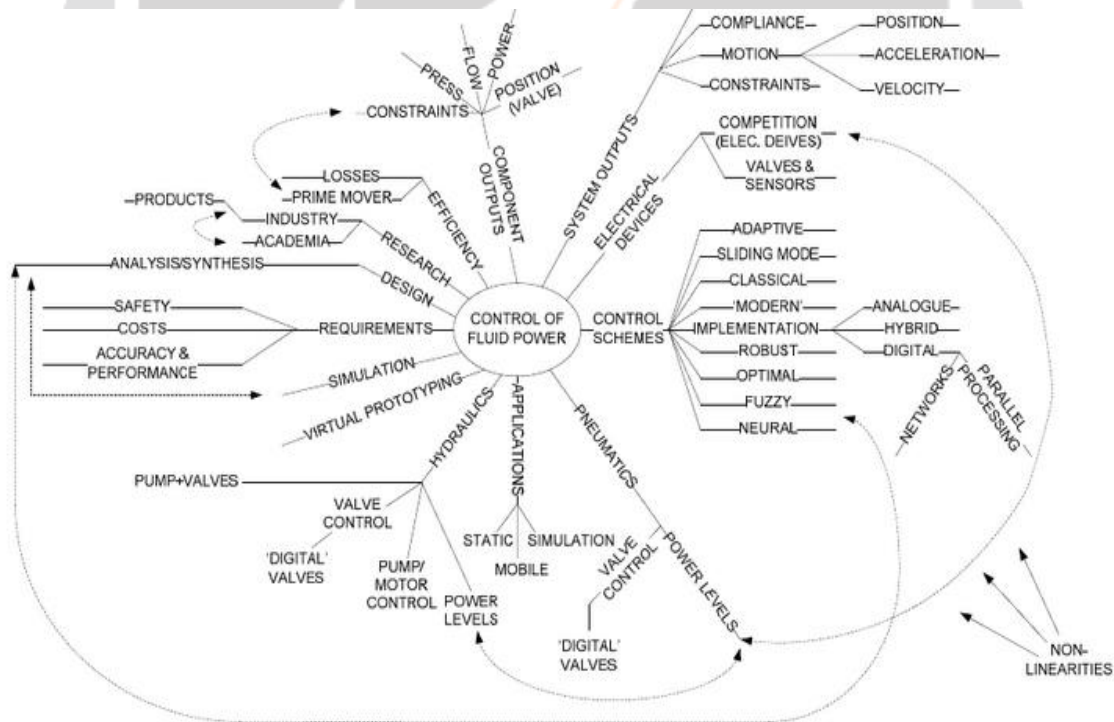 COMPLIANCE
MOTION
CONSTRAINTS
POSITION
ACCELERATION
VELOCITY
POWER
FLOW
PRESS
POSITION
(VALVE)
CONSTRAINTS
COMPONENT
OUTPUTS
SYSTEM OUTPUTS
ELECTRICAL
DEVICES
COMPETITION
(ELEC. DEIVES)
VALVES &
SENSORS
LOSSES
PRIME MOVER
EFFICIENCY
PRODUCTS
INDUSTRY
ACADEMIA
RESEARCH
ANALYSIS/SYNTHESIS
DESIGN
SAFETY
COSTS
ACCURACY &
PERFORMANCE
REQUIREMENTS
CONTROL OF
FLUID POWER
CONTROL
SCHEMES
ADAPTIVE
SLIDING MODE
CLASSICAL
'MODERN'
IMPLEMENTATION
ROBUST
OPTIMAL
FUZZY
NEURAL
ANALOGUE
HYBRID
DIGITAL
NETWORKS
PARALLEL
PROCESSING
SIMULATION
VIRTUAL PROTOTYPING
HYDRAULICS
APPLICATIONS
PNEUMATICS
PUMP+VALVES
VALVE
CONTROL
'DIGITAL'
VALVES
PUMP/
MOTOR
CONTROL
POWER
LEVELS
STATIC
SIMULATION
MOBILE
VALVE
CONTROL
'DIGITAL'
VALVES
POWER LEVELS
NON-
LINEARITIES